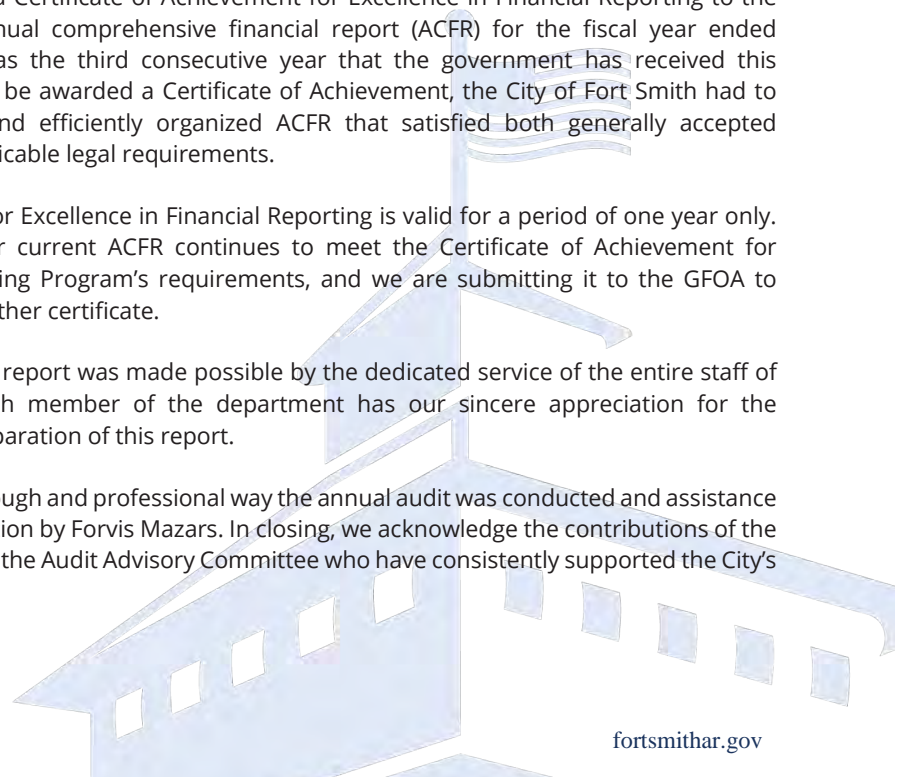 Certificate of Achievement for Excellence in Financial Reporting to the
nual comprehensive financial report (ACFR) for the fiscal year ended
as the third consecutive year that the government has received this
be awarded a Certificate of Achievement, the City of Fort Smith had to
nd efficiently organized ACFR that satisfied both generally accepted
icable legal requirements.
or Excellence in Financial Reporting is valid for a period of one year only.
r current ACFR continues to meet the Certificate of Achievement for
ing Program’s requirements, and we are submitting it to the GFOA to
ther certificate.
report was made possible by the dedicated service of the entire staff of
h member of the department has our sincere appreciation for the
paration of this report.
ough and professional way the annual audit was conducted and assistance
ion by Forvis Mazars. In closing, we acknowledge the contributions of the
the Audit Advisory Committee who have consistently supported the City’s
fortsmithar.gov